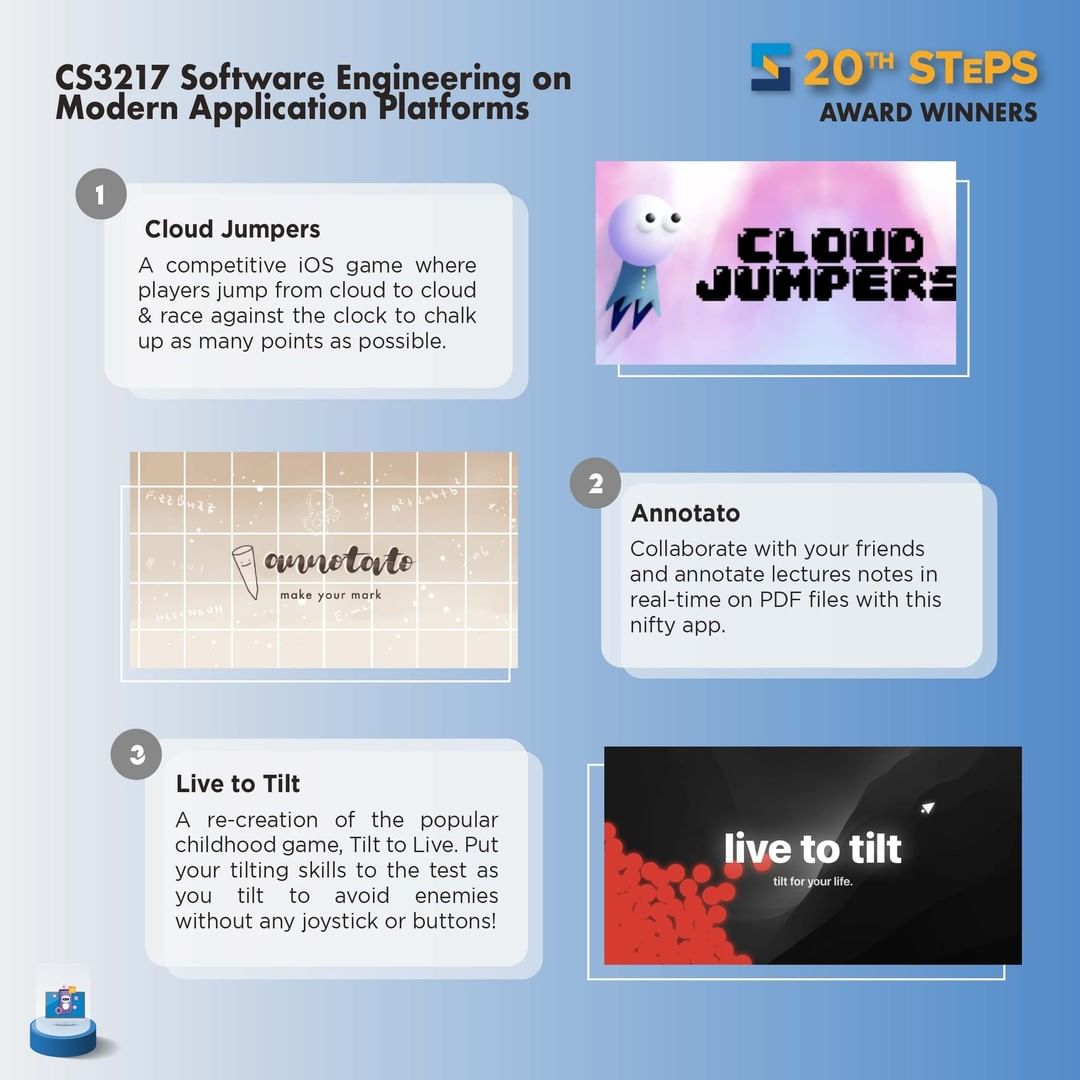 CS3217 Software Engineering on
Modern Application Platforms
20TH STEPS
AWARD WINNERS
1
Cloud Jumpers
A competitive iOS game where
players jump from cloud to cloud
& race against the clock to chalk
up as many points as possible.
CLOUD
JUMPERS
FizzBuzz
a²+2ab+b²
annotato
make your mark
E=mc
2
Annotato
Collaborate with your friends
and annotate lectures notes in
real-time on PDF files with this
nifty app.
3
Live to Tilt
A re-creation of the popular
childhood game, Tilt to Live. Put
your tilting skills to the test as
you tilt to avoid enemies
without any joystick or buttons!
live to tilt
tilt for your life.